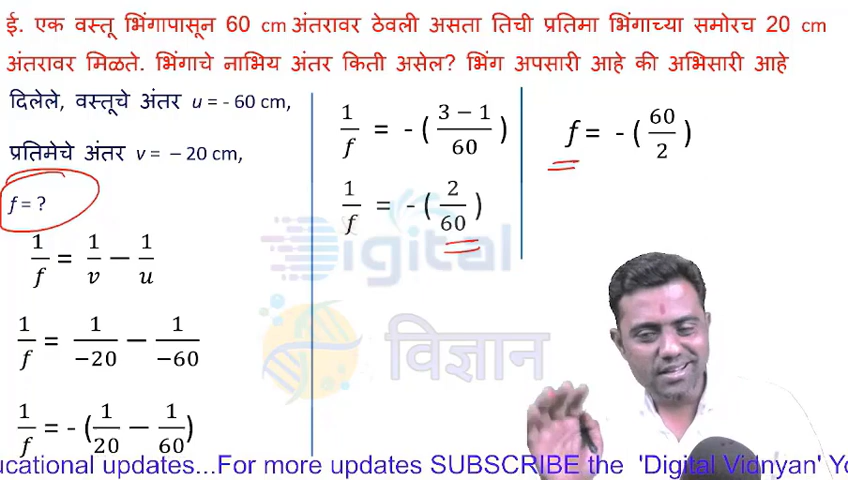 ई. एक वस्तू भिंगापासून 60 cm अंतरावर ठेवली असता तिची प्रतिमा भिंगाच्या समोरच 20 cm
अंतरावर मिळते. भिंगाचे नाभिय अंतर किती असेल? भिंग अपसारी आहे की अभिसारी आहे
दिलेले, वस्तूचे अंतर u = - 60 cm,
प्रतिमेचे अंतर v = – 20 cm,
f = ?
1/f = 1/v − 1/u
1/f = 1/−20 − 1/−60
1/f = - (1/20 − 1/60)
1/f = - (3 − 1/60)
1/f = - (2/60)
f = - (60/2)
Digital
विज्ञान
ucational updates...For more updates SUBSCRIBE the 'Digital Vidnyan' Yo